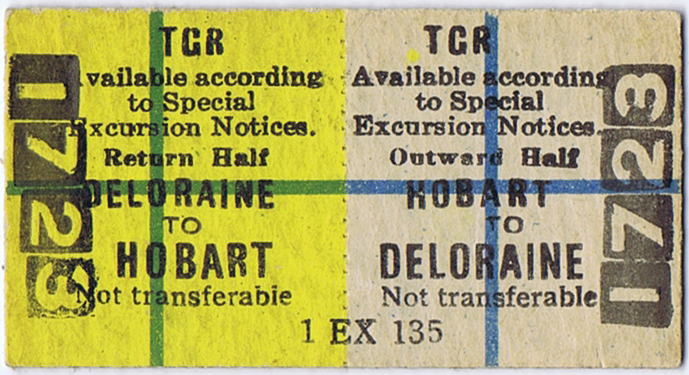 1723
TGR
vailable according
to Special
Excursion Notices.
Return Half
DELORAINE
TO
HOBART
Not transferable
TGR
Available according
to Special
Excursion Notices.
Outward Half
HOBART
TO
DELORAINE
Not transferable
1723
1 EX 135